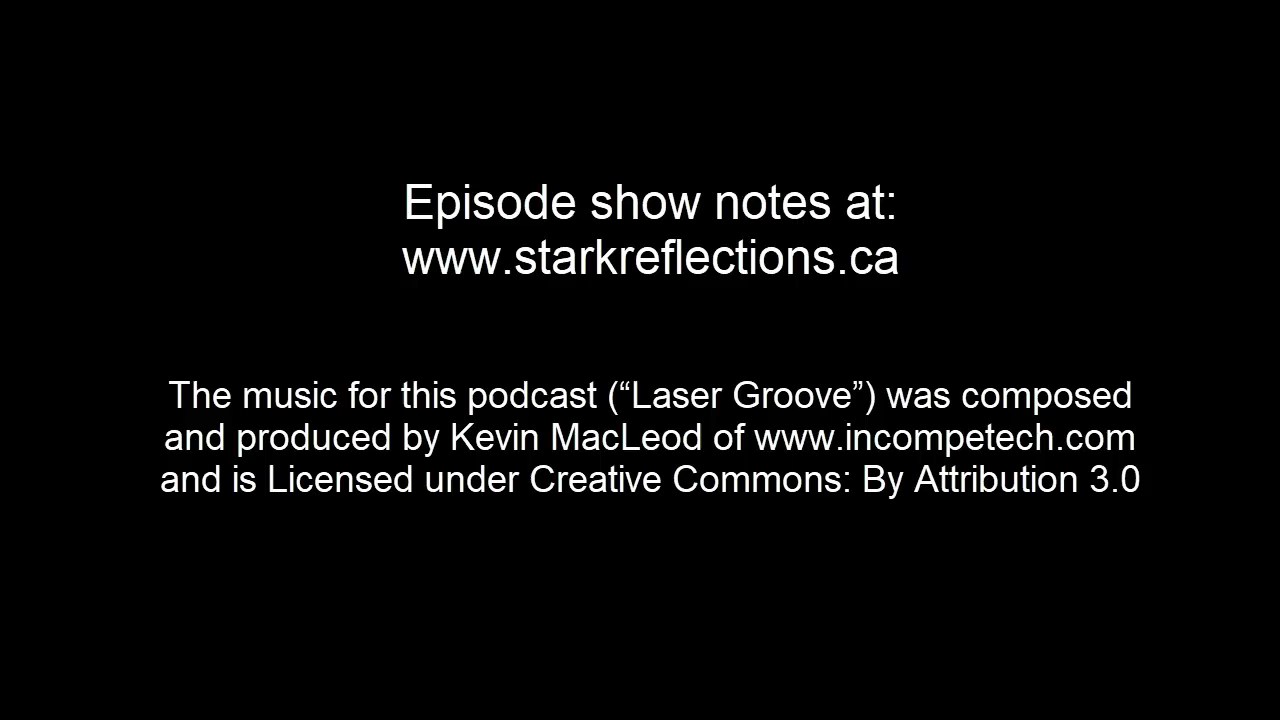 Episode show notes at:
www.starkreflections.ca
The music for this podcast (“Laser Groove”) was composed
and produced by Kevin MacLeod of www.incompetech.com
and is Licensed under Creative Commons: By Attribution 3.0